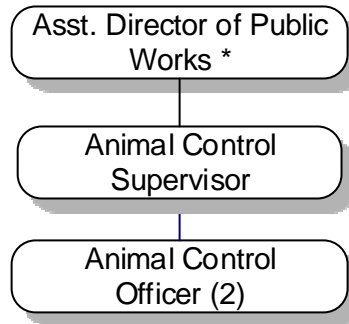 Asst. Director of Public
Works *
Animal Control
Supervisor
Animal Control
Officer (2)